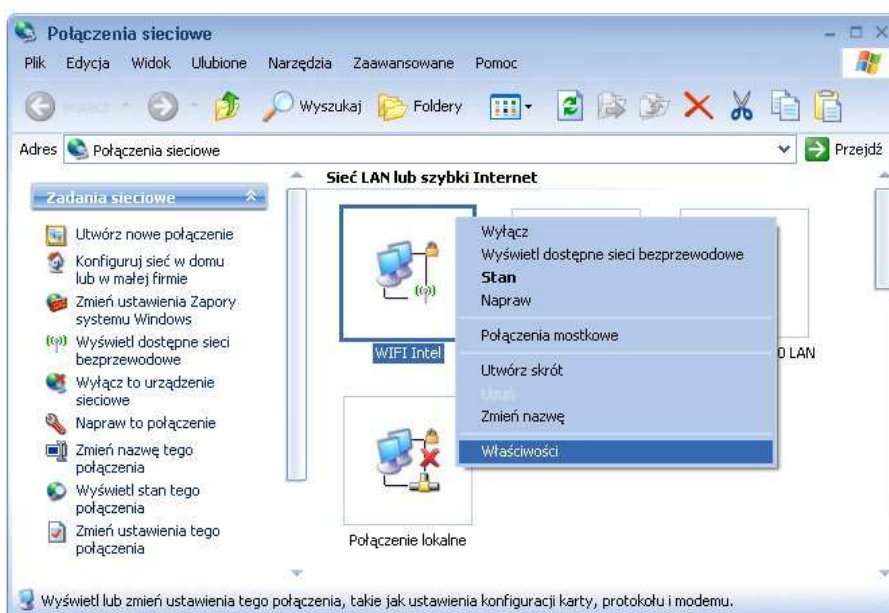 Połączenia sieciowe
Plik Edycja Widok Ulubione Narzędzia Zaawansowane Pomoc
Wyszukaj Foldery
Adres Połączenia sieciowe Przejdź
Zadania sieciowe
Utwórz nowe połączenie
Konfiguruj sieć w domu
lub w małej firmie
Zmień ustawienia Zapory
systemu Windows
Wyświetl dostępne sieci
bezprzewodowe
Wyłącz to urządzenie
sieciowe
Napraw to połączenie
Zmień nazwę tego
połączenia
Wyświetl stan tego
połączenia
Zmień ustawienia tego
połączenia
Sieć LAN lub szybki Internet
WIFI Intel
0 LAN
Połączenie lokalne
Wyłącz
Wyświetl dostępne sieci bezprzewodowe
Stan
Napraw
Połączenia mostkowe
Utwórz skrót
Usuń
Zmień nazwę
Właściwości
Wyświetl lub zmień ustawienia tego połączenia, takie jak ustawienia konfiguracji karty, protokołu i modemu.